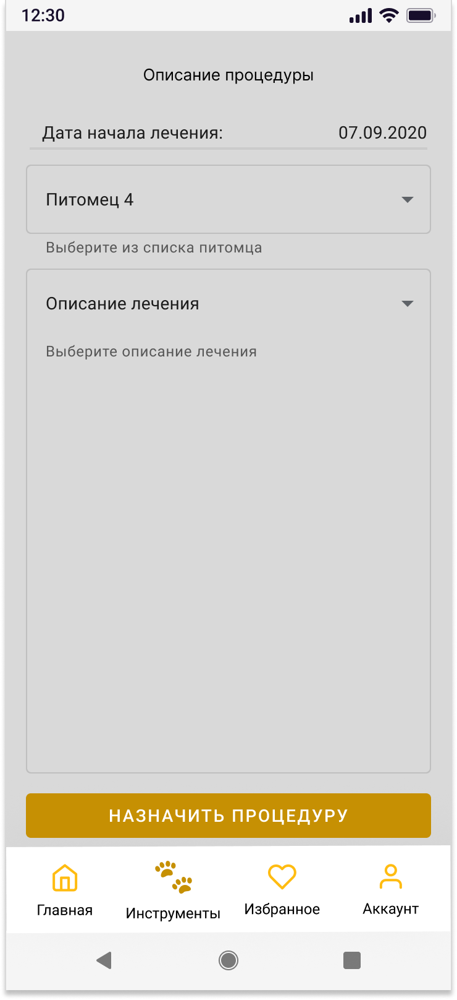 12:30
Описание процедуры
Дата начала лечения: 07.09.2020
Питомец 4
Выберите из списка питомца
Описание лечения
Выберите описание лечения
НАЗНАЧИТЬ ПРОЦЕДУРУ
Главная Инструменты Избранное Аккаунт